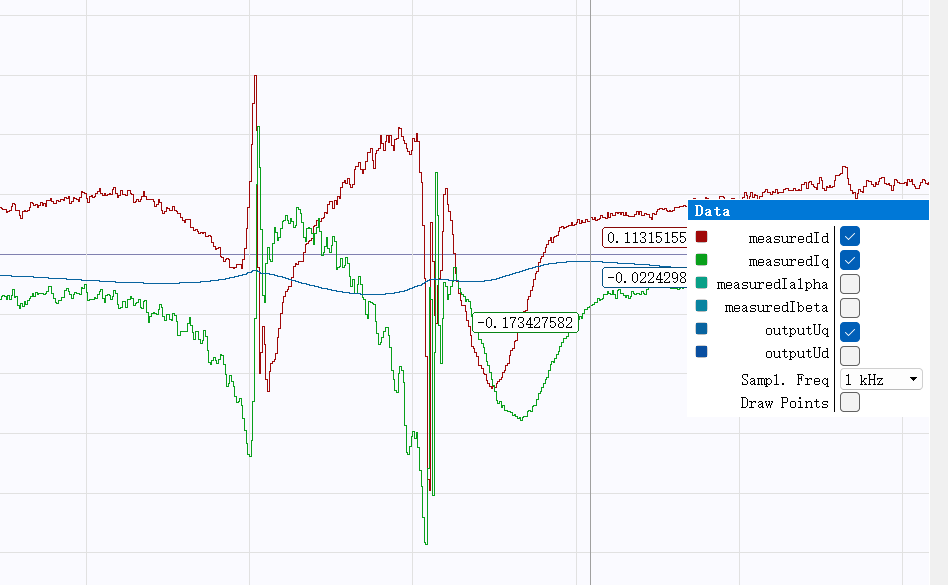 Data
0.11315155
measuredId
measuredIq
-0.0224298
measuredIalpha
measuredIbeta
-0.173427582
outputUq
outputUd
Sampl. Freq
1 kHz
Draw Points